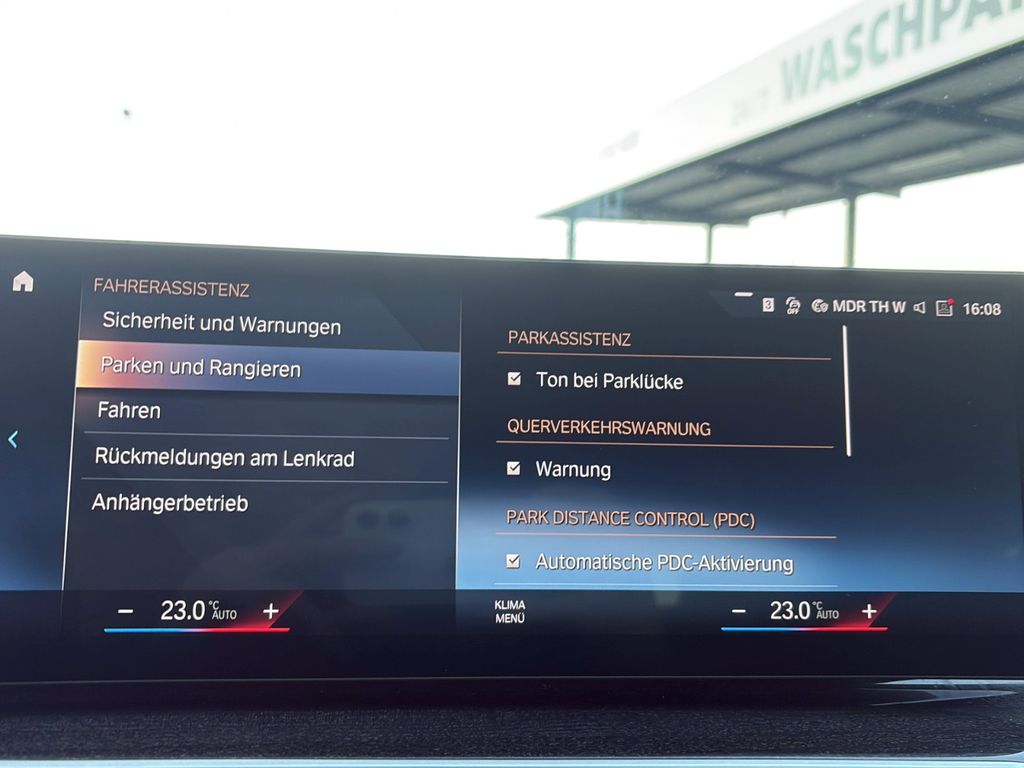 WASCHPA
FAHRERASSISTENZ
Sicherheit und Warnungen
Parken und Rangieren
Fahren
Rückmeldungen am Lenkrad
Anhängerbetrieb
3
OFF
MDR TH W
16:08
PARKASSISTENZ
Ton bei Parklücke
QUERVERKEHRSWARNUNG
Warnung
PARK DISTANCE CONTROL (PDC)
Automatische PDC-Aktivierung
− 23.0 °C AUTO +
KLIMA
MENÜ
− 23.0 °C AUTO +